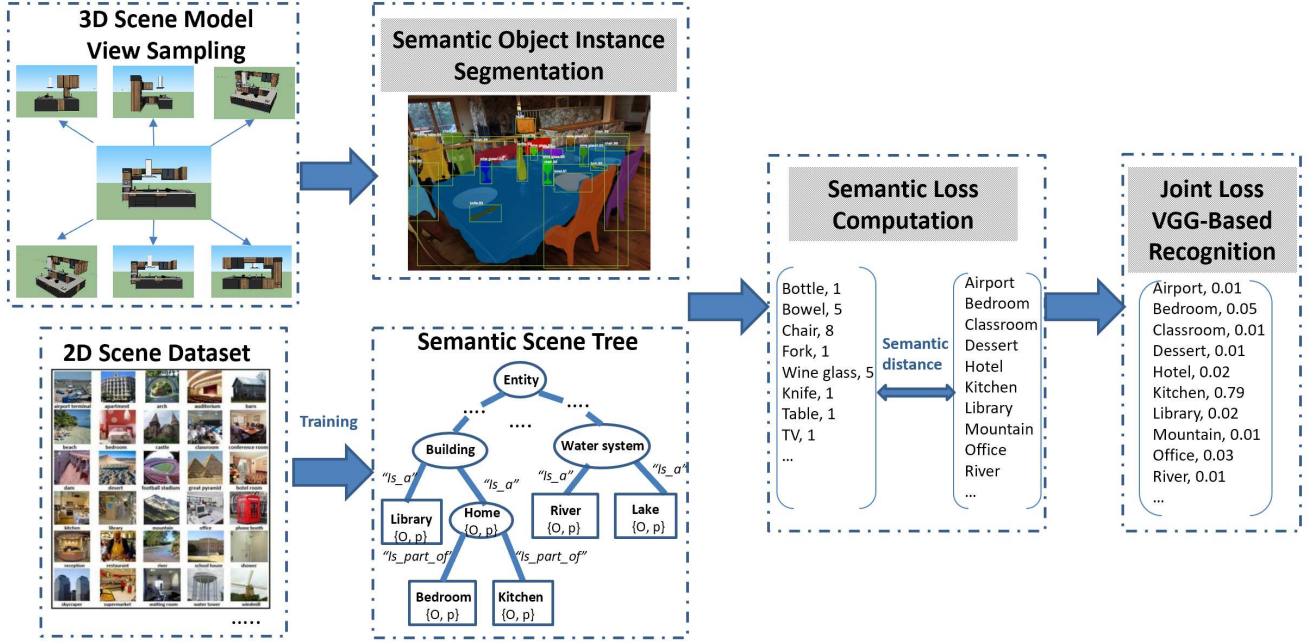 3D Scene Model
View Sampling
Semantic Object Instance
Segmentation
2D Scene Dataset
airport terminal apartment arch auditorium barn
beach bedroom castle classroom conference room
dam desert football stadium great pyramid hotel room
kitchen library mountain office phone booth
reception restaurant river school house shower
skycraper supermarket waiting room water tower windmill
.....
Training
Semantic Scene Tree
Entity
.... ....
....
Building Water system
"Is_a" "Is_a" "Is_a" "Is_a"
Library
{O, p}
Home
{O, p}
River
{O, p}
Lake
{O, p}
"Is_part_of" "Is_part_of"
Bedroom
{O, p}
Kitchen
{O, p}
Semantic Loss
Computation
Bottle, 1
Bowel, 5
Chair, 8
Fork, 1
Wine glass, 5
Knife, 1
Table, 1
TV, 1
...
Semantic
distance
Airport
Bedroom
Classroom
Dessert
Hotel
Kitchen
Library
Mountain
Office
River
...
Joint Loss
VGG-Based
Recognition
Airport, 0.01
Bedroom, 0.05
Classroom, 0.01
Dessert, 0.01
Hotel, 0.02
Kitchen, 0.79
Library, 0.02
Mountain, 0.01
Office, 0.03
River, 0.01
...